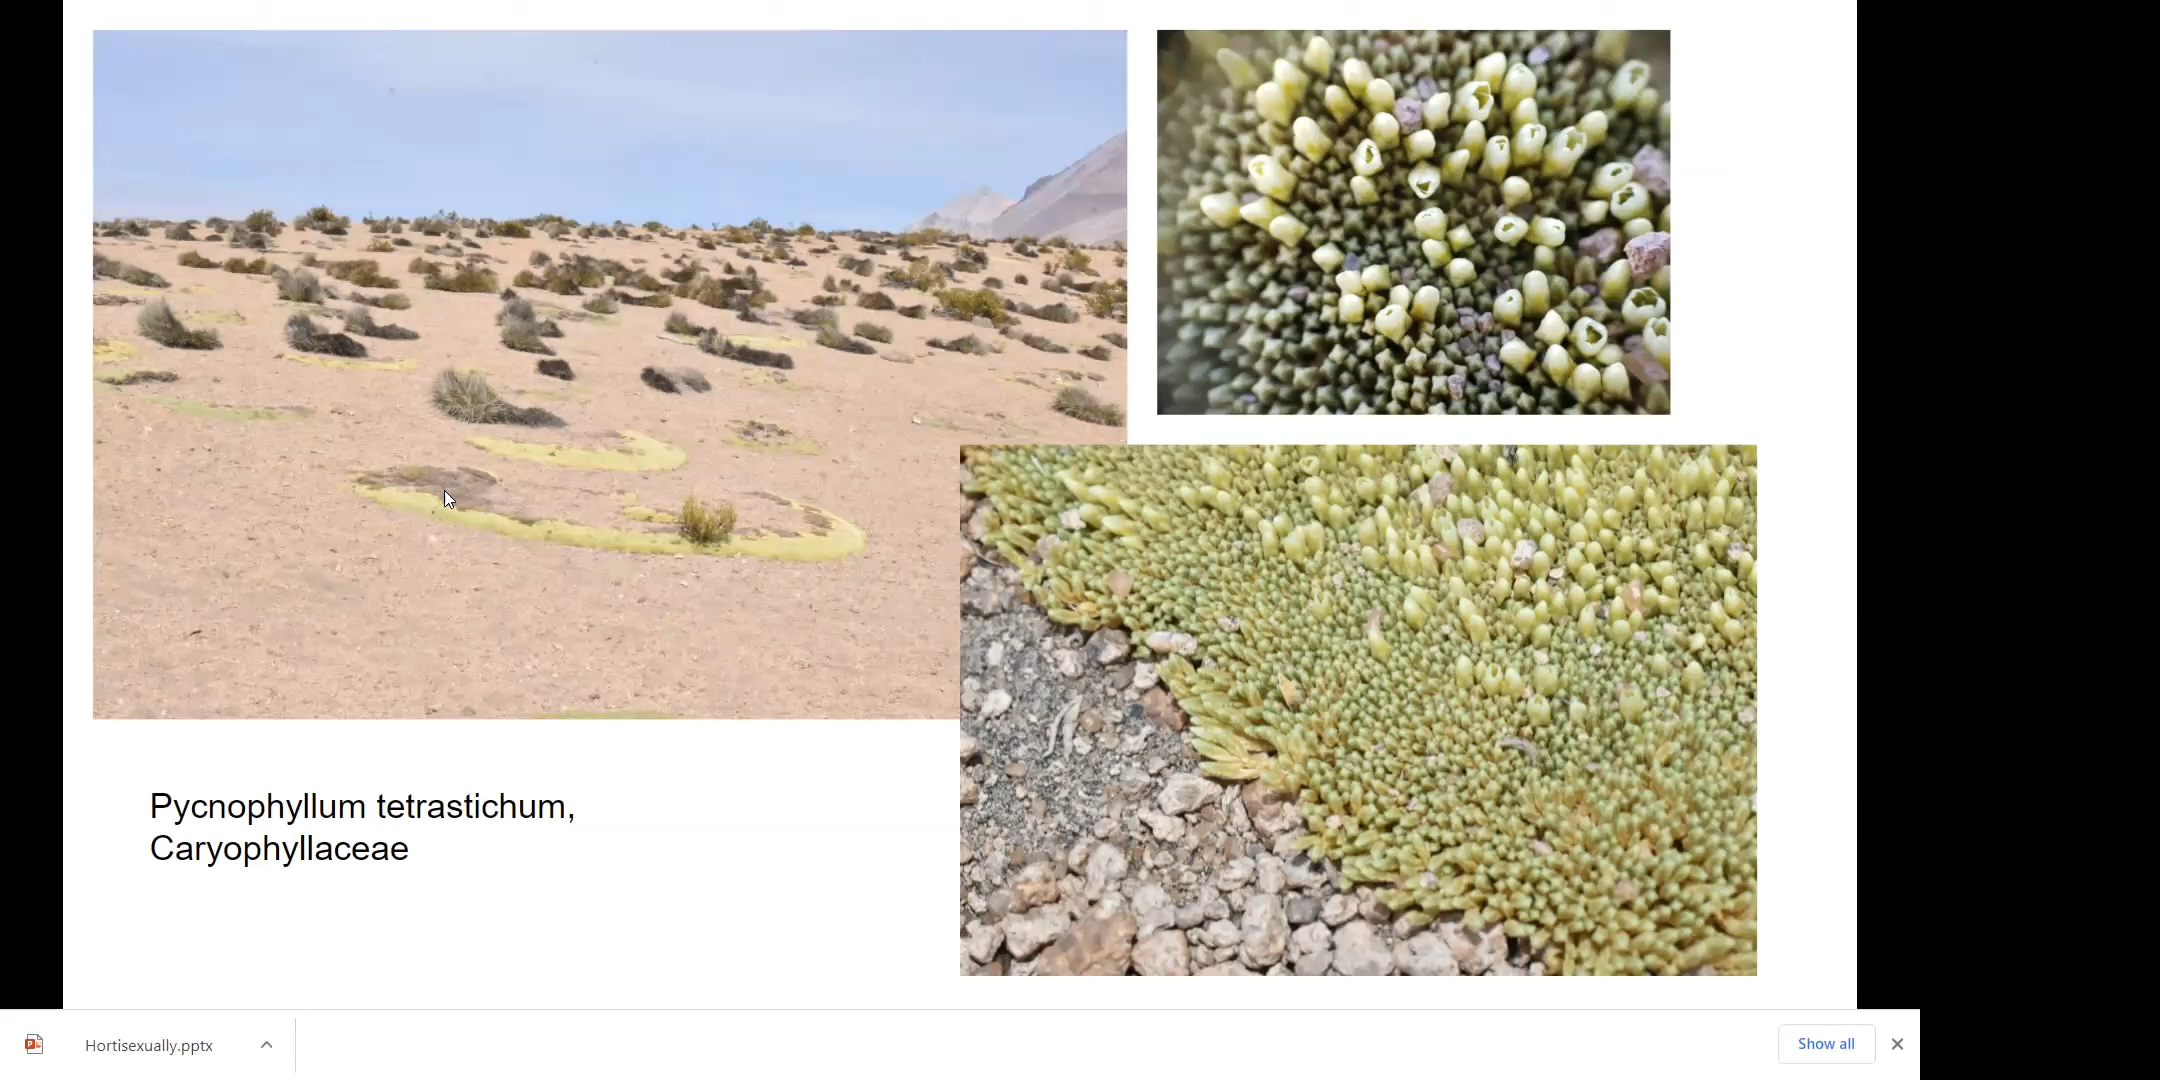 Pycnophyllum tetrastichum,
Caryophyllaceae
Hortisexually.pptx
Show all